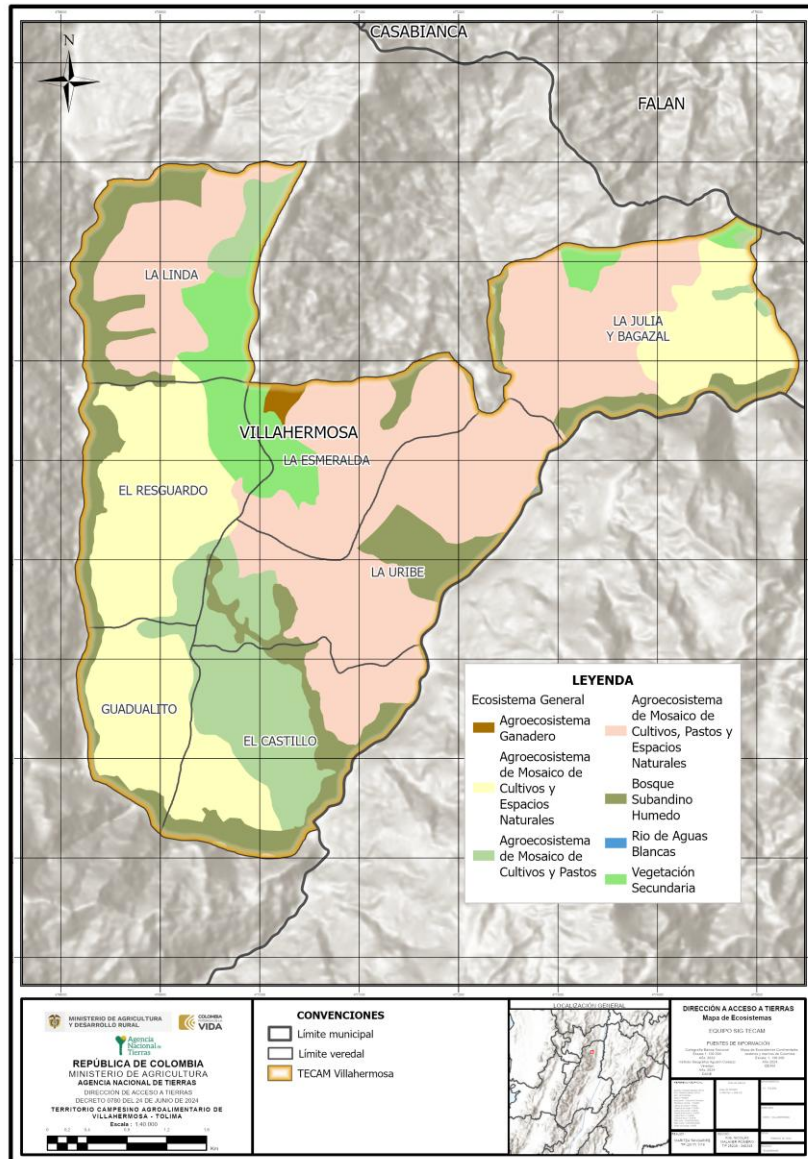 CASABIANCA
N
FALAN
LA LINDA
LA JULIA
Y BAGAZAL
VILLAHERMOSA
LA ESMERALDA
EL RESGUARDO
LA URIBE
GUADUALITO
EL CASTILLO
LEYENDA
Ecosistema General
Agroecosistema
Ganadero
Agroecosistema
de Mosaico de
Cultivos y
Espacios
Naturales
Agroecosistema
de Mosaico de
Cultivos y Pastos
Agroecosistema
de Mosaico de
Cultivos, Pastos y
Espacios
Naturales
Bosque
Subandino
Humedo
Rio de Aguas
Blancas
Vegetación
Secundaria
MINISTERIO DE AGRICULTURA
Y DESARROLLO RURAL
COLOMBIA
VIDA
Agencia
Nacional de
Tierras
REPÚBLICA DE COLOMBIA
MINISTERIO DE AGRICULTURA
AGENCIA NACIONAL DE TIERRAS
DIRECCIÓN DE ACCESO A TIERRAS
DECRETO 0780 DEL 24 DE JUNIO DE 2024
TERRITORIO CAMPESINO AGROALIMENTARIO DE
VILLAHERMOSA - TOLIMA
Escala : 1:40 000
Km
CONVENCIONES
Límite municipal
Límite veredal
TECAM Villahermosa
LOCALIZACIÓN GENERAL
DIRECCIÓN A ACCESO A TIERRAS
Mapa de Ecosistemas
EQUIPO SIG TECAM
FUENTES DE INFORMACIÓN